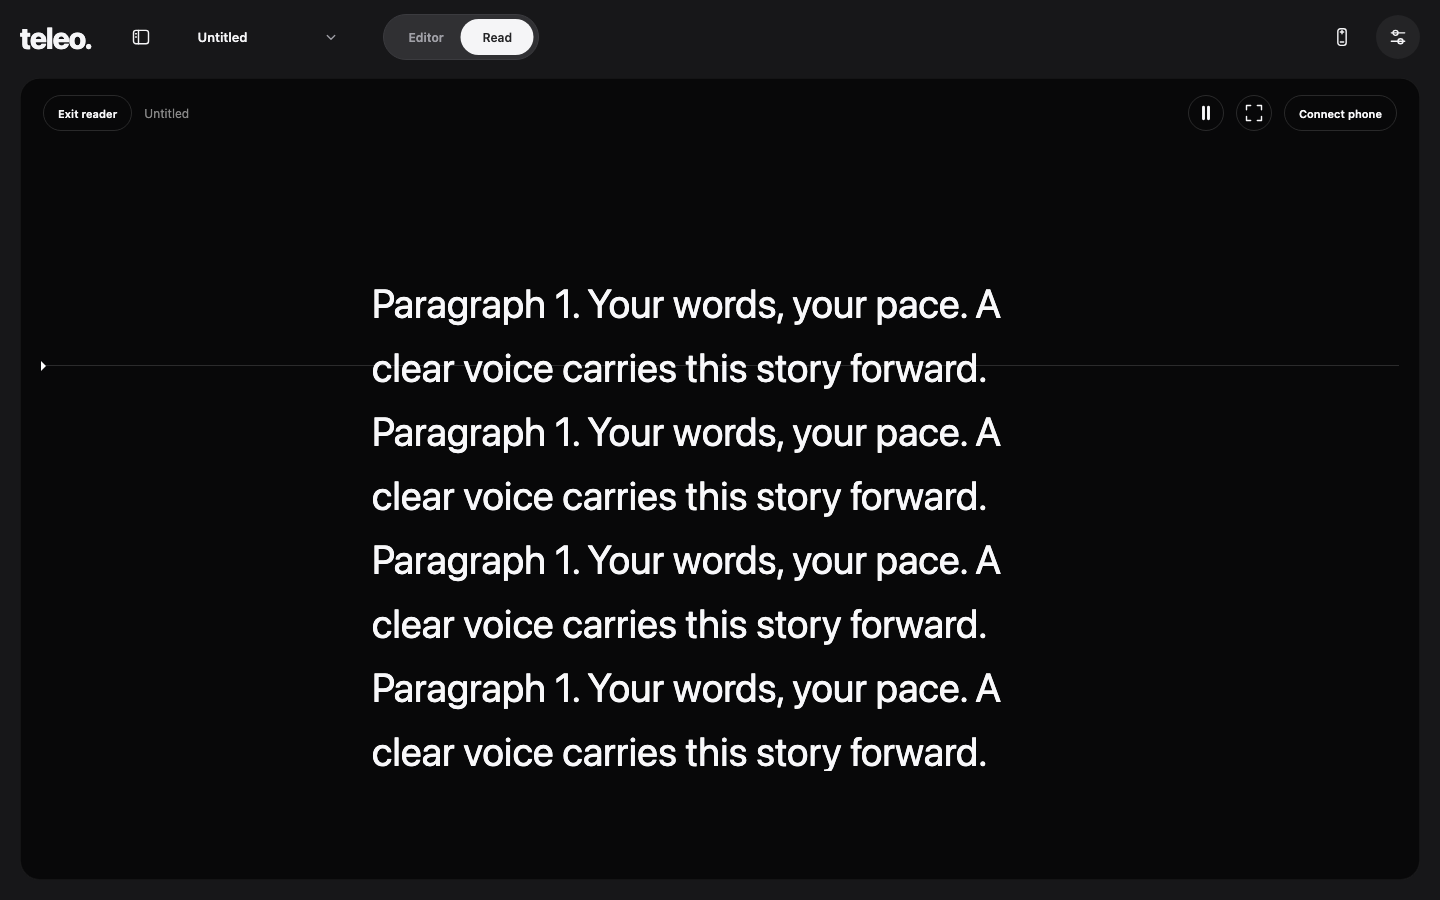 teleo.
Untitled
Editor
Read
Exit reader
Untitled
Connect phone
Paragraph 1. Your words, your pace. A
clear voice carries this story forward.
Paragraph 1. Your words, your pace. A
clear voice carries this story forward.
Paragraph 1. Your words, your pace. A
clear voice carries this story forward.
Paragraph 1. Your words, your pace. A
clear voice carries this story forward.